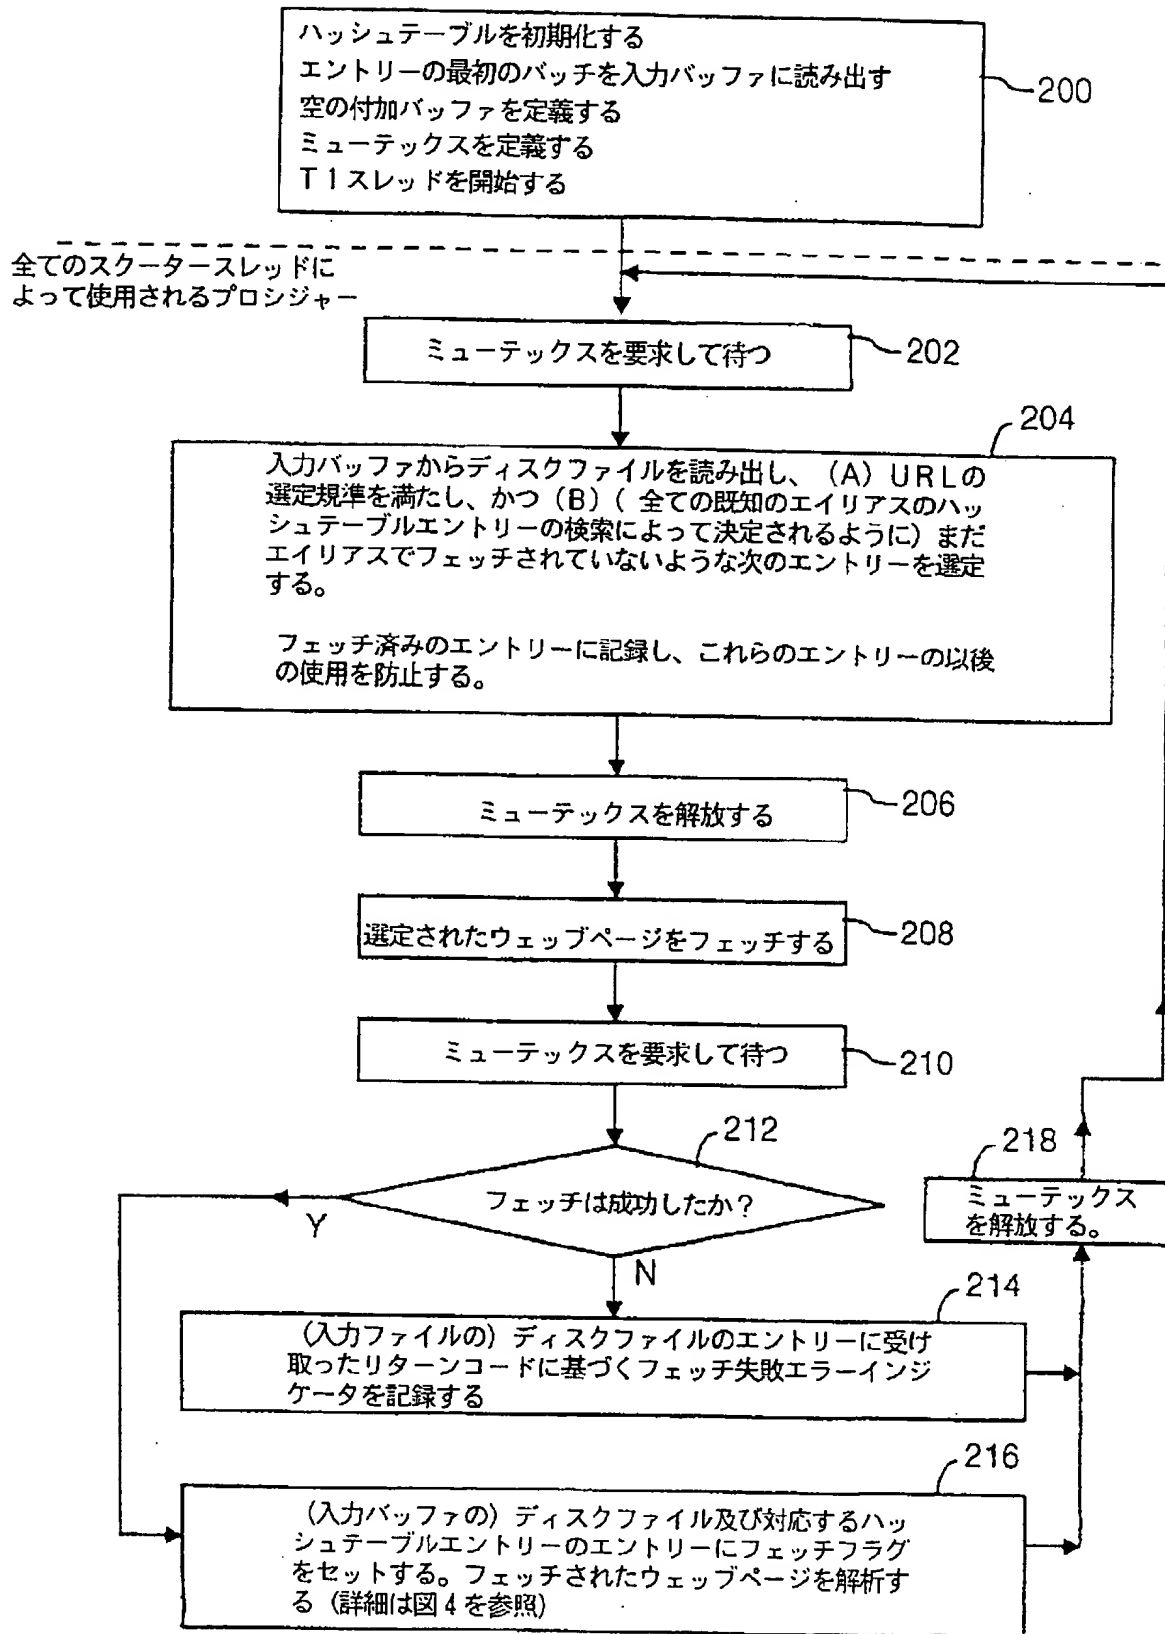 ハッシュテーブルを初期化する
エントリーの最初のバッチを入力バッファに読み出す
空の付加バッファを定義する
ミューテックスを定義する
T1スレッドを開始する
200
全てのスクータースレッドに
よって使用されるプロシジャー
ミューテックスを要求して待つ
202
204
入力バッファからディスクファイルを読み出し、(A)URLの
選定規準を満たし、かつ(B)(全ての既知のエイリアスのハッ
シュテーブルエントリーの検索によって決定されるように)まだ
エイリアスでフェッチされていないような次のエントリーを選定
する。
フェッチ済みのエントリーに記録し、これらのエントリーの以後
の使用を防止する。
ミューテックスを解放する
206
選定されたウェッブページをフェッチする
208
ミューテックスを要求して待つ
210
212
フェッチは成功したか?
Y
N
218
ミューテックス
を解放する。
214
(入力ファイルの)ディスクファイルのエントリーに受け
取ったリターンコードに基づくフェッチ失敗エラーインジ
ケータを記録する
216
(入力バッファの)ディスクファイル及び対応するハッ
シュテーブルエントリーのエントリーにフェッチフラグ
をセットする。フェッチされたウェッブページを解析す
る(詳細は図4を参照)